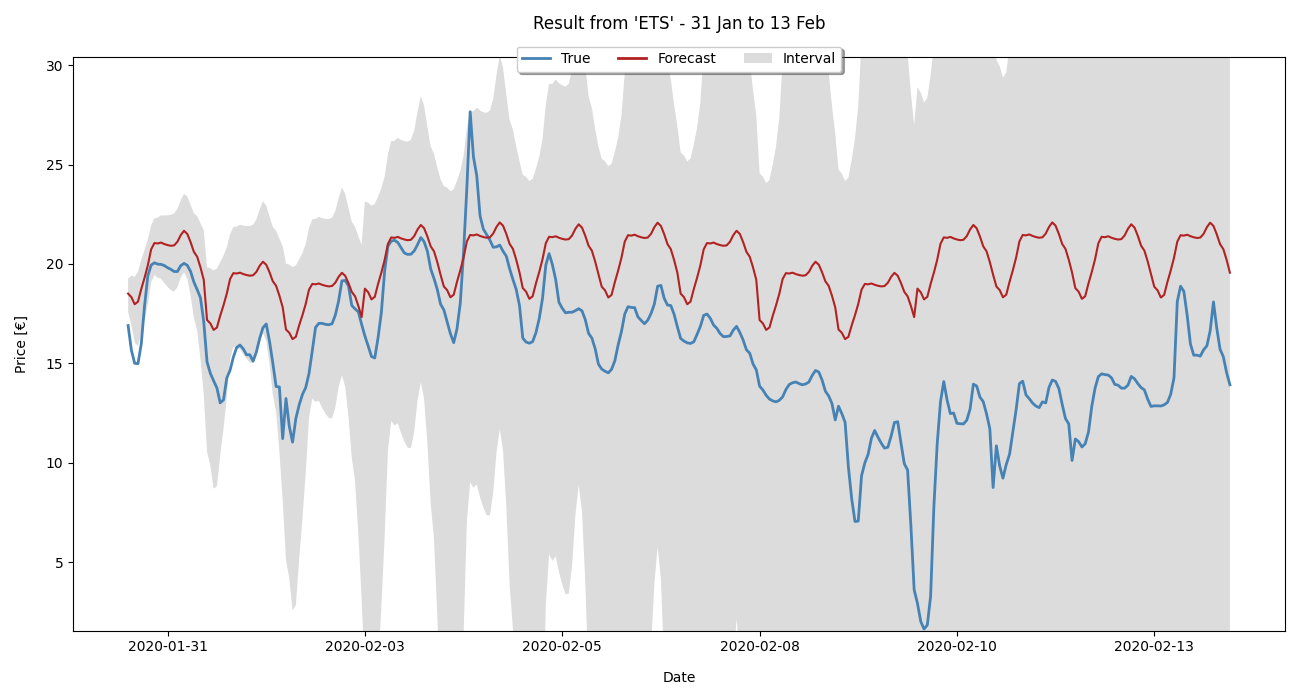 Result from 'ETS' - 31 Jan to 13 Feb
True
Forecast
Interval
30
25
20
15
10
5
Price [€]
2020-01-31
2020-02-03
2020-02-05
2020-02-08
2020-02-10
2020-02-13
Date